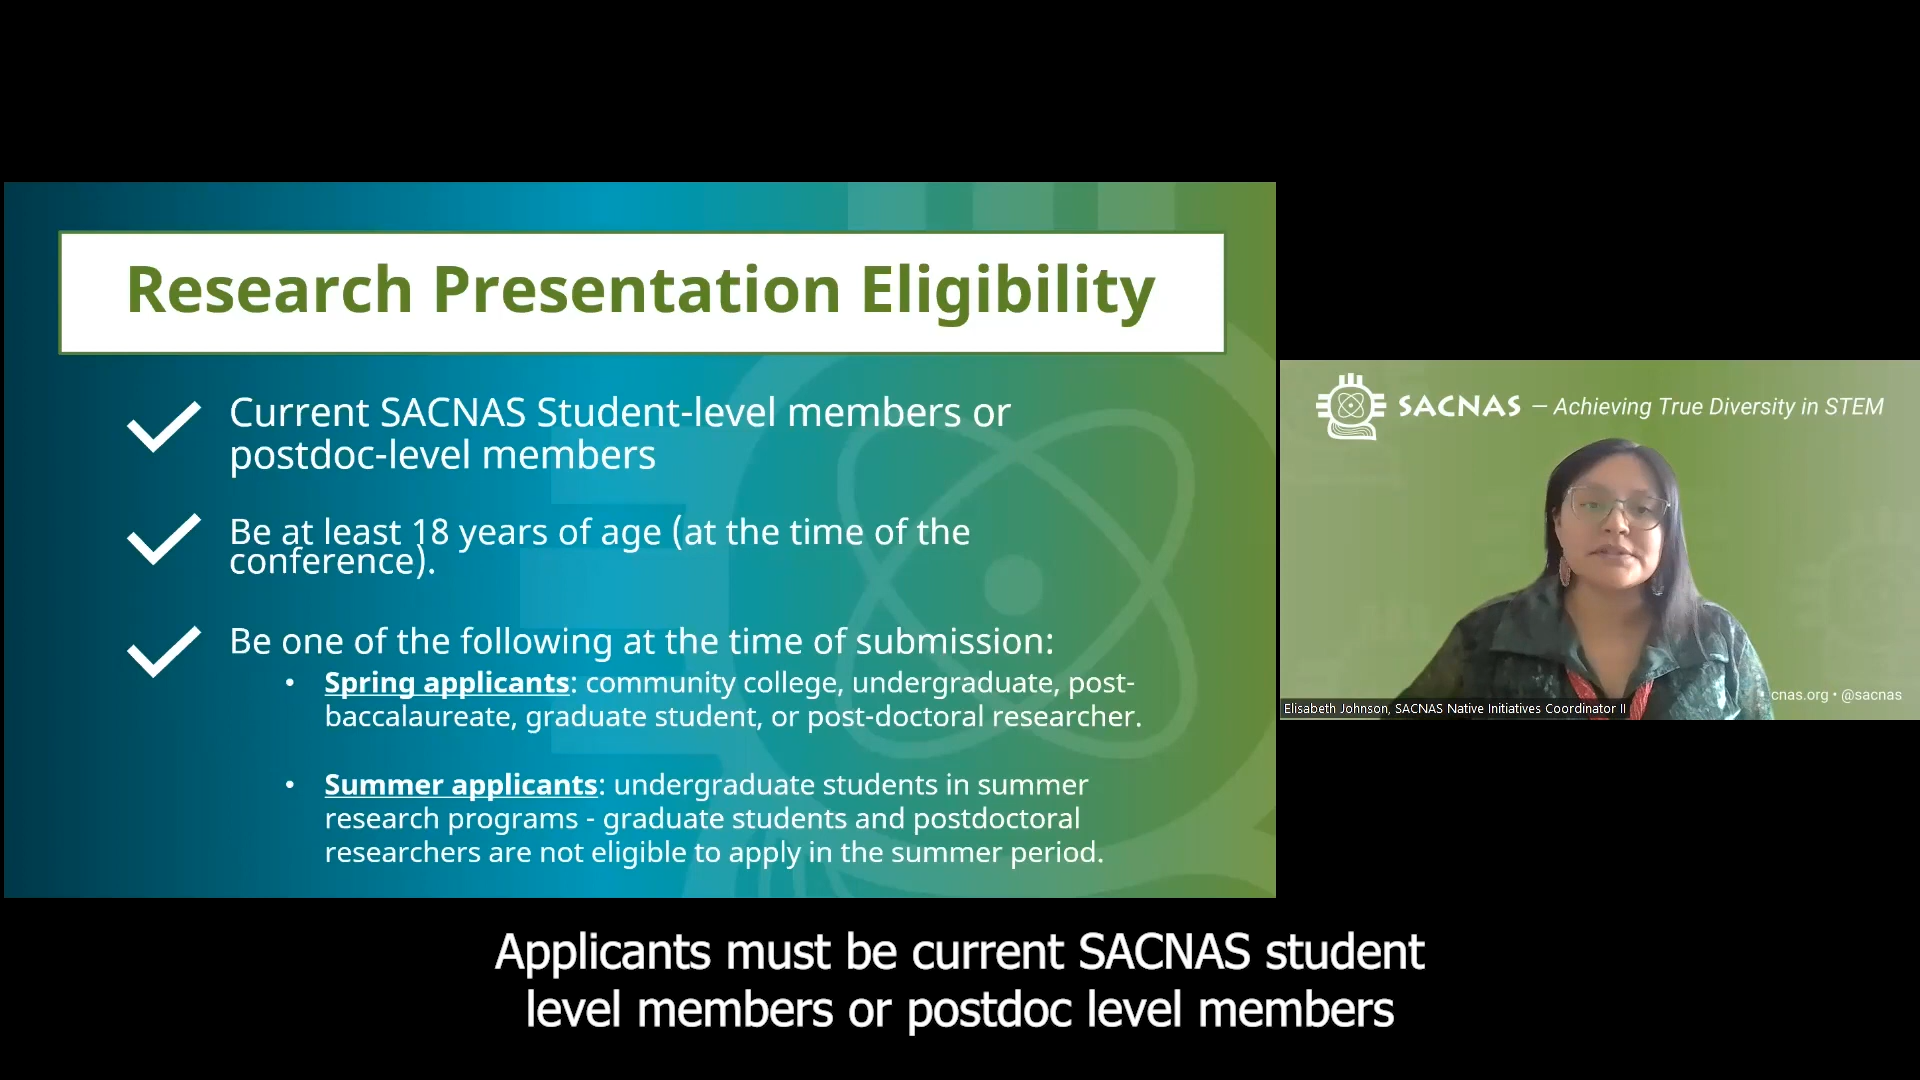 Research Presentation Eligibility
Current SACNAS Student-level members or
postdoc-level members
Be at least 18 years of age (at the time of the
conference).
Be one of the following at the time of submission:
• Spring applicants: community college, undergraduate, post-
baccalaureate, graduate student, or post-doctoral researcher.
• Summer applicants: undergraduate students in summer
research programs - graduate students and postdoctoral
researchers are not eligible to apply in the summer period.
SACNAS — Achieving True Diversity in STEM
cnas.org • @sacnas
Elisabeth Johnson, SACNAS Native Initiatives Coordinator II
Applicants must be current SACNAS student
level members or postdoc level members